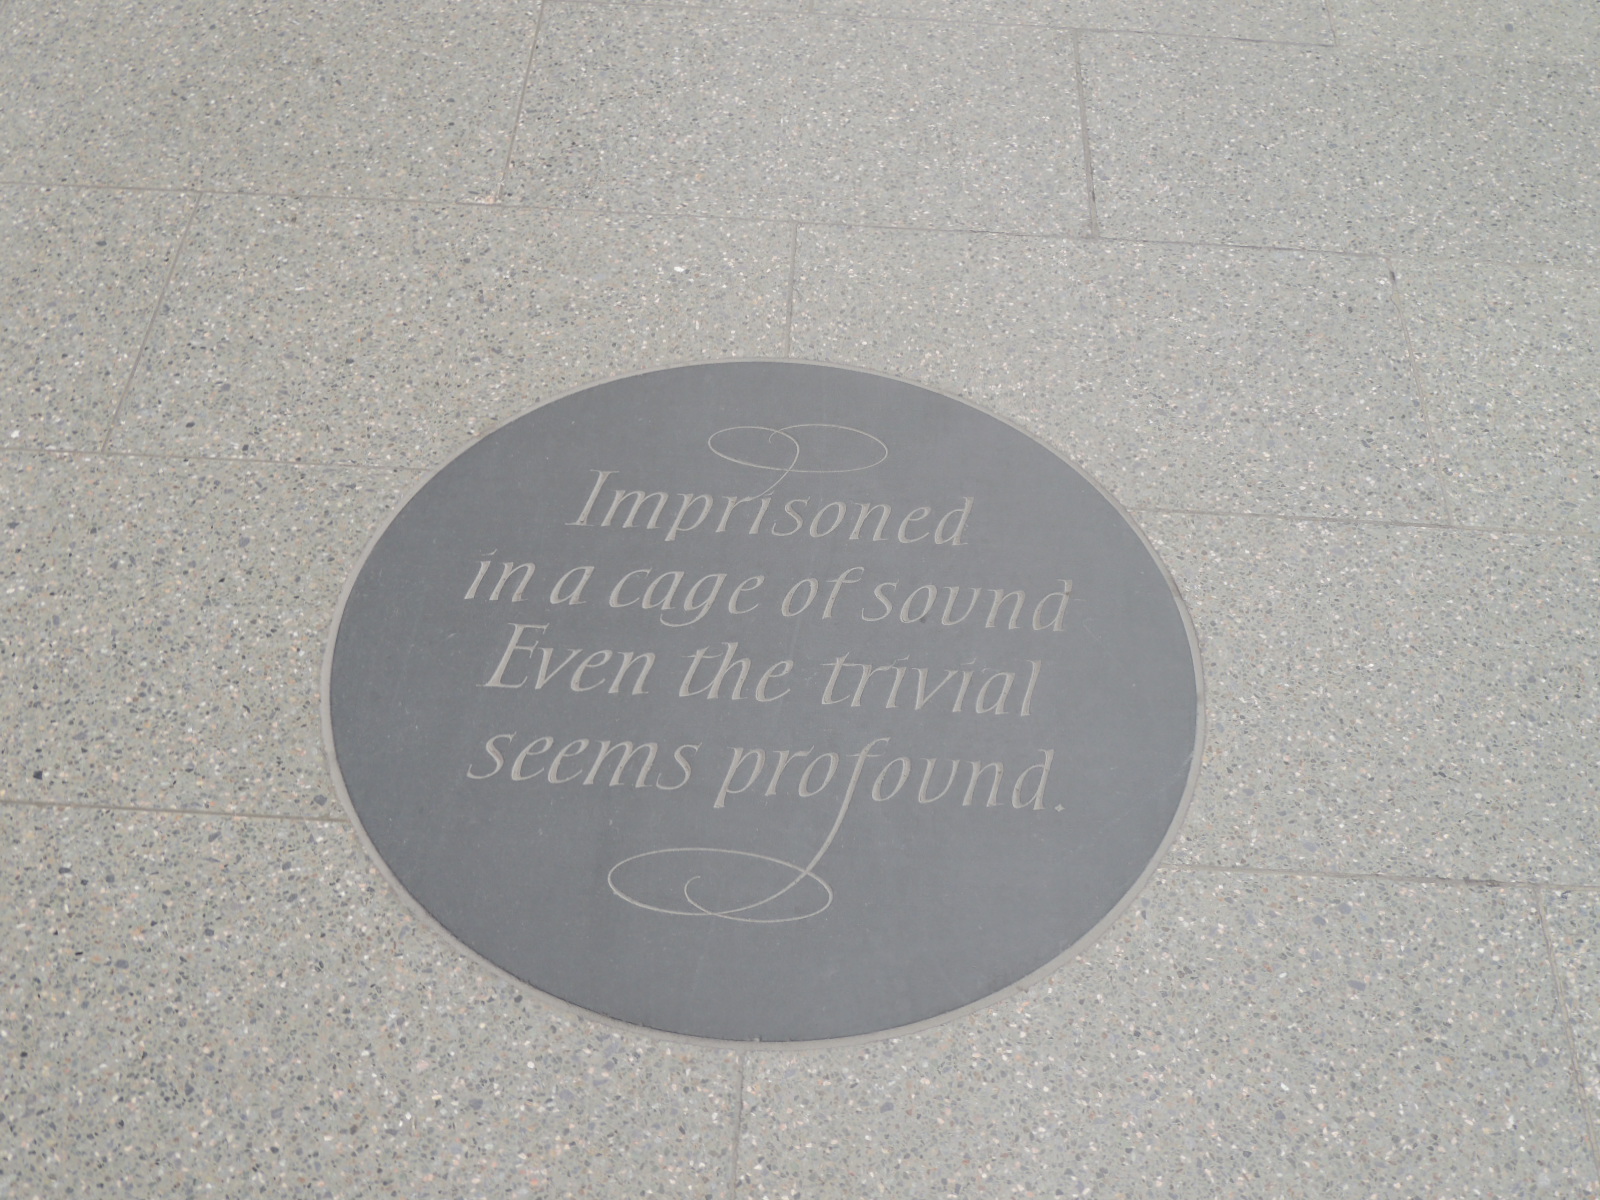 Imprisoned
in a cage of sound
Even the trivial
seems profound.